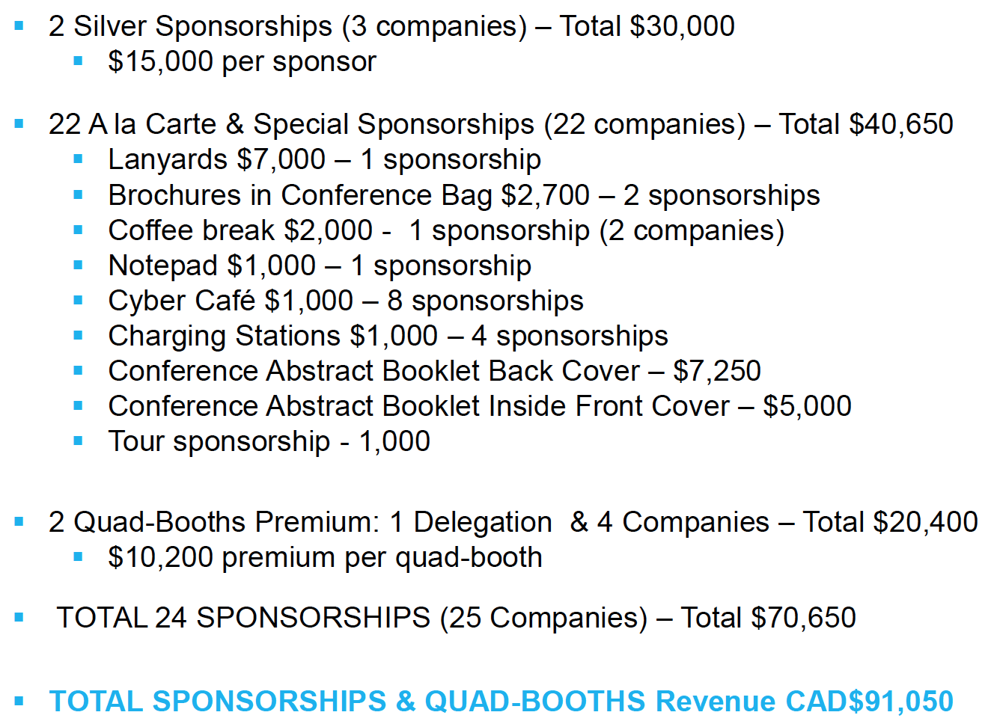 ▪ 2 Silver Sponsorships (3 companies) – Total $30,000
▪ $15,000 per sponsor
▪ 22 A la Carte & Special Sponsorships (22 companies) – Total $40,650
▪ Lanyards $7,000 – 1 sponsorship
▪ Brochures in Conference Bag $2,700 – 2 sponsorships
▪ Coffee break $2,000 - 1 sponsorship (2 companies)
▪ Notepad $1,000 – 1 sponsorship
▪ Cyber Café $1,000 – 8 sponsorships
▪ Charging Stations $1,000 – 4 sponsorships
▪ Conference Abstract Booklet Back Cover – $7,250
▪ Conference Abstract Booklet Inside Front Cover – $5,000
▪ Tour sponsorship - 1,000
▪ 2 Quad-Booths Premium: 1 Delegation & 4 Companies – Total $20,400
▪ $10,200 premium per quad-booth
▪ TOTAL 24 SPONSORSHIPS (25 Companies) – Total $70,650
▪ TOTAL SPONSORSHIPS & QUAD-BOOTHS Revenue CAD$91,050